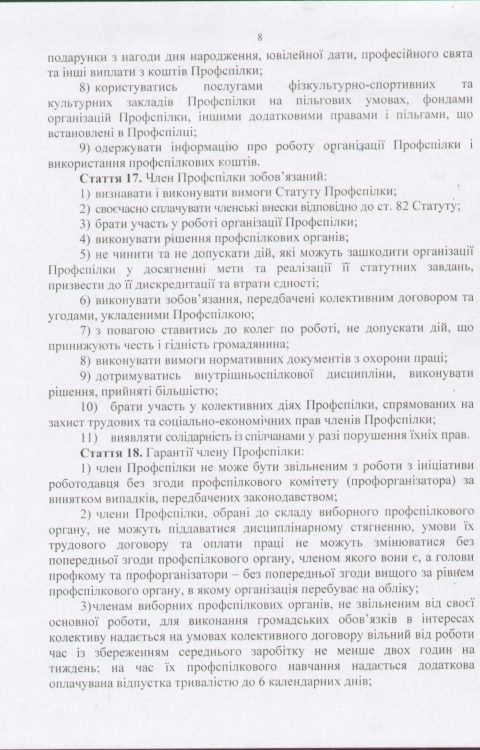 8
подарунки з нагоди дня народження, ювілейної дати, професійного свята
та інші виплати з коштів Профспілки;
8) користуватись послугами фізкультурно-спортивних та
культурних закладів Профспілки на пільгових умовах, фондами
організацій Профспілки, іншими додатковими правами і пільгами, що
встановлені в Профспілці;
9) одержувати інформацію про роботу організації Профспілки і
використання профспілкових коштів.
Стаття 17. Член Профспілки зобов’язаний:
1) визнавати і виконувати вимоги Статуту Профспілки;
2) своєчасно сплачувати членські внески відповідно до ст. 82 Статуту;
3) брати участь у роботі організації Профспілки;
4) виконувати рішення профспілкових органів;
5) не чинити та не допускати дій, які можуть зашкодити організації
Профспілки у досягненні мети та реалізації її статутних завдань,
призвести до її дискредитації та втрати єдності;
6) виконувати зобов’язання, передбачені колективним договором та
угодами, укладеними Профспілкою;
7) з повагою ставитись до колег по роботі, не допускати дій, що
принижують честь і гідність громадянина;
8) виконувати вимоги нормативних документів з охорони праці;
9) дотримуватись внутрішньоспілкової дисципліни, виконувати
рішення, прийняті більшістю;
10) брати участь у колективних діях Профспілки, спрямованих на
захист трудових та соціально-економічних прав членів Профспілки;
11) виявляти солідарність із спілчанами у разі порушення їхніх прав.
Стаття 18. Гарантії члену Профспілки:
1) член Профспілки не може бути звільненим з роботи з ініціативи
роботодавця без згоди профспілкового комітету (профорганізатора) за
винятком випадків, передбачених законодавством;
2) члени Профспілки, обрані до складу виборного профспілкового
органу, не можуть піддаватися дисциплінарному стягненню, умови їх
трудового договору та оплати праці не можуть змінюватися без
попередньої згоди профспілкового органу, членом якого вони є, а голови
профкому та профорганізатори – без попередньої згоди вищого за рівнем
профспілкового органу, в якому організація перебуває на обліку;
3)членам виборних профспілкових органів, не звільненим від своєї
основної роботи, для виконання громадських обов’язків в інтересах
колективу надається на умовах колективного договору вільний від роботи
час із збереженням середнього заробітку не менше двох годин на
тиждень; на час їх профспілкового навчання надається додаткова
оплачувана відпустка тривалістю до 6 календарних днів;